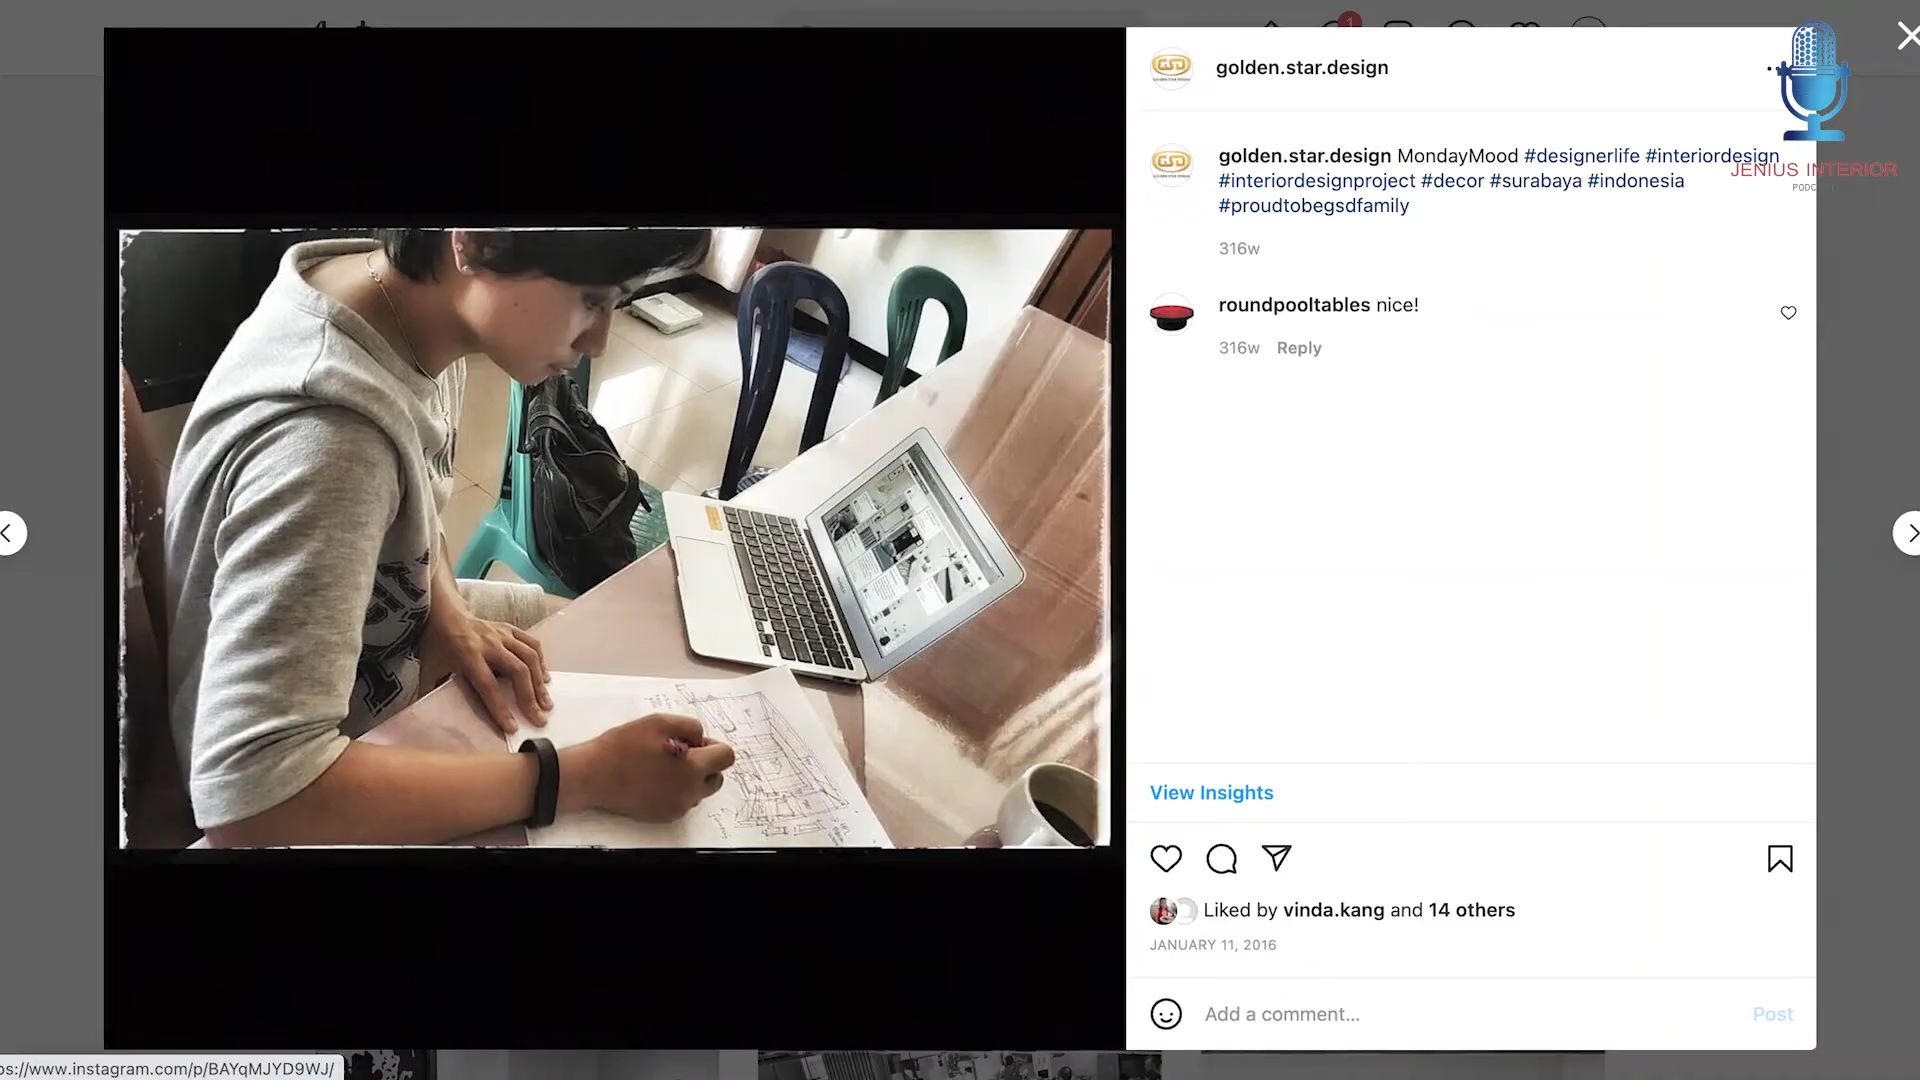 1
golden.star.design
JENIUS INTERIOR
golden.star.design MondayMood #designerlife #interiordesign
#interiordesignproject #decor #surabaya #indonesia
#proudtobegsdfamily
316w
roundpooltables nice!
316w Reply
View Insights
Liked by vinda.kang and 14 others
JANUARY 11, 2016
Add a comment...
Post
ps://www.instagram.com/p/BAYqMJYD9WJ/